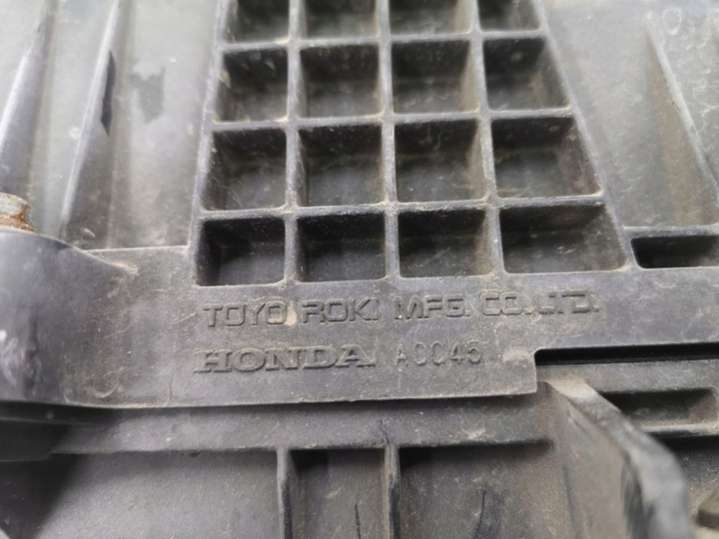 TOYO ROKI MFG. CO. LTD.
HONDA A0045